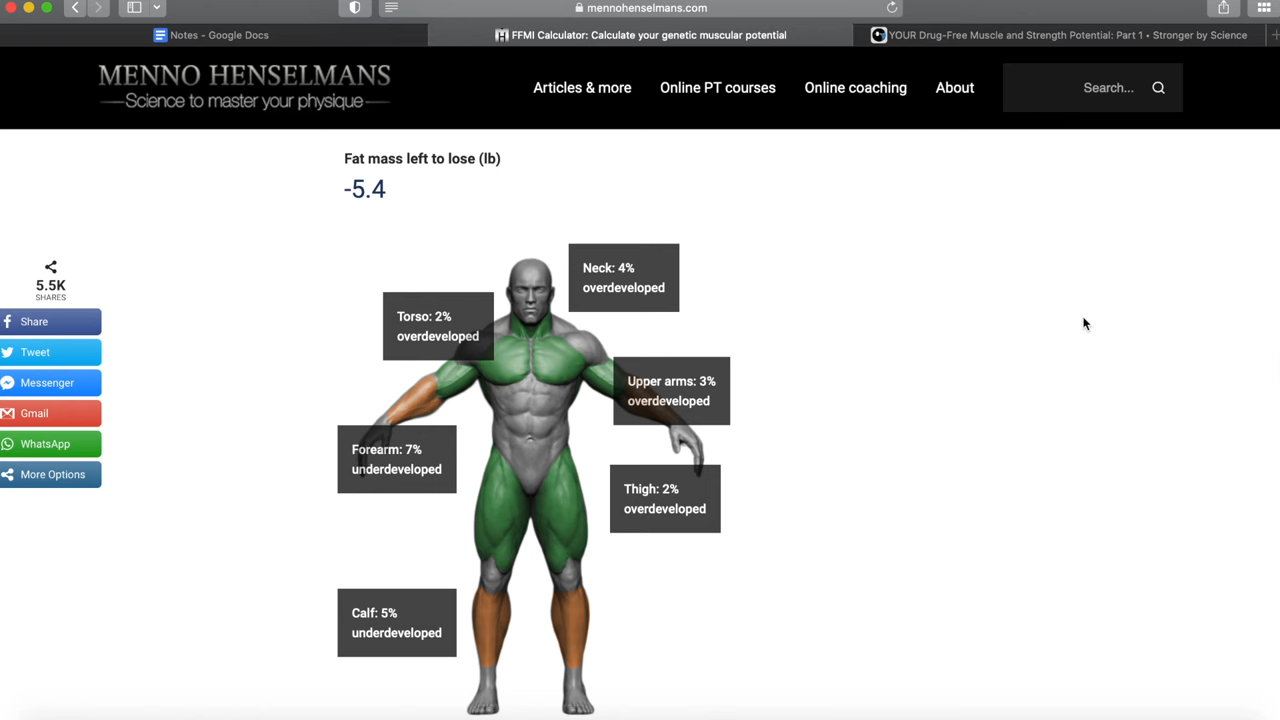 mennohenselmans.com
Notes - Google Docs
FFMI Calculator: Calculate your genetic muscular potential
YOUR Drug-Free Muscle and Strength Potential: Part 1 • Stronger by Science
MENNO HENSELMANS
Science to master your physique
Articles & more
Online PT courses
Online coaching
About
Search...
Fat mass left to lose (lb)
-5.4
Neck: 4%
overdeveloped
Torso: 2%
overdeveloped
Upper arms: 3%
overdeveloped
Forearm: 7%
underdeveloped
Thigh: 2%
overdeveloped
Calf: 5%
underdeveloped
5.5K
SHARES
Share
Tweet
Messenger
Gmail
WhatsApp
More Options